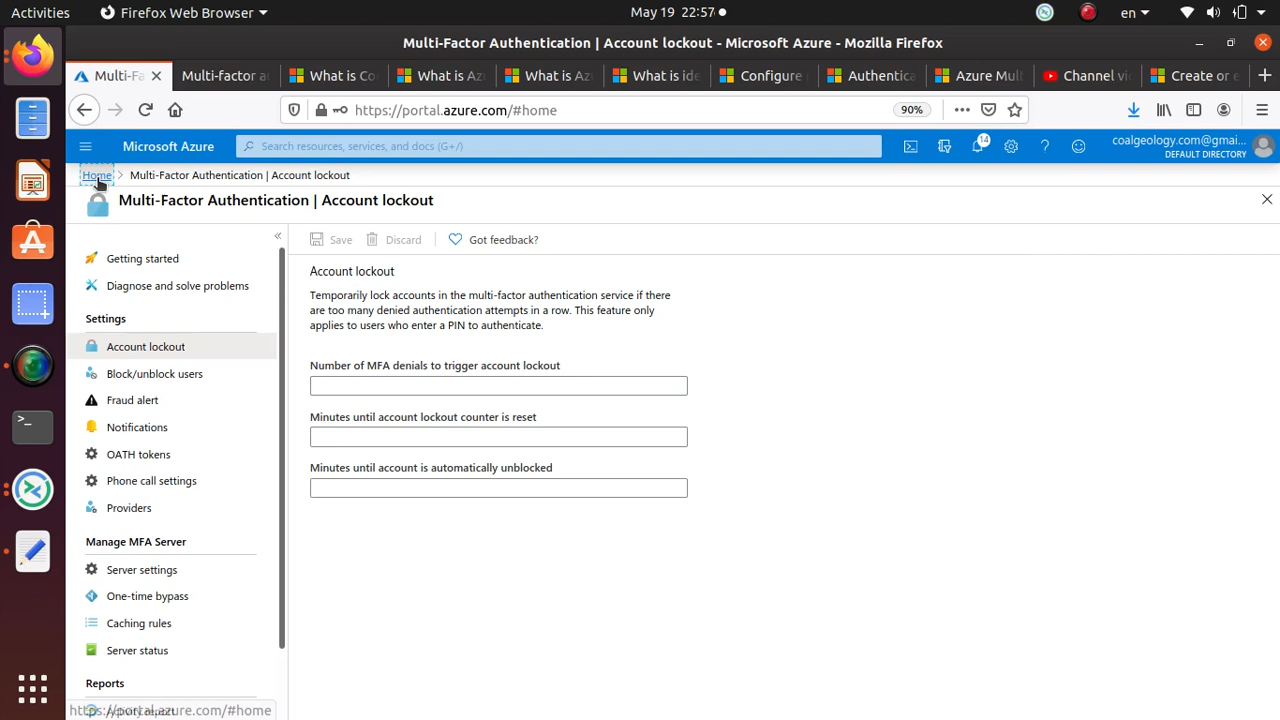 Activities
Firefox Web Browser
May 19 22:57
en
Multi-Factor Authentication | Account lockout - Microsoft Azure - Mozilla Firefox
Multi-Fa
Multi-factor a
What is Co
What is Az
What is Az
What is ide
Configure
Authentica
Azure Mult
Channel vi
Create or e
https://portal.azure.com/#home
90%
Microsoft Azure
Search resources, services, and docs (G+/)
14
coalgeology.com@gmai...
DEFAULT DIRECTORY
Home > Multi-Factor Authentication | Account lockout
Multi-Factor Authentication | Account lockout
«
Getting started
Diagnose and solve problems
Settings
Account lockout
Block/unblock users
Fraud alert
Notifications
OATH tokens
Phone call settings
Providers
Manage MFA Server
Server settings
One-time bypass
Caching rules
Server status
Reports
https://portal.azure.com/#home
Save
Discard
Got feedback?
Account lockout
Temporarily lock accounts in the multi-factor authentication service if there
are too many denied authentication attempts in a row. This feature only
applies to users who enter a PIN to authenticate.
Number of MFA denials to trigger account lockout
Minutes until account lockout counter is reset
Minutes until account is automatically unblocked